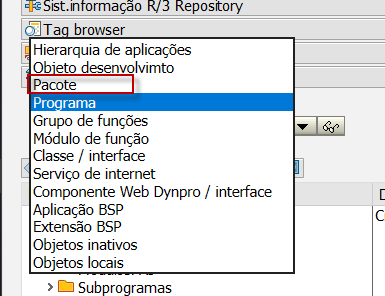 Sist.informação R/3 Repository
Tag browser
Hierarquia de aplicações
Objeto desenvolvimto
Pacote
Programa
Grupo de funções
Módulo de função
Classe / interface
Serviço de internet
Componente Web Dynpro / interface
Aplicação BSP
Extensão BSP
Objetos inativos
Objetos locais
Subprogramas